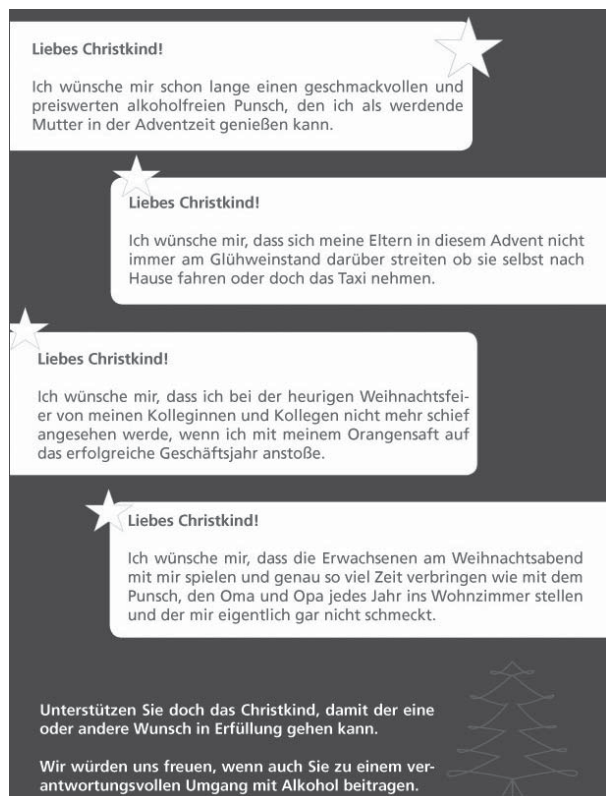 Liebes Christkind!
Ich wünsche mir schon lange einen geschmackvollen und
preiswerten alkoholfreien Punsch, den ich als werdende
Mutter in der Adventzeit genießen kann.
Liebes Christkind!
Ich wünsche mir, dass sich meine Eltern in diesem Advent nicht
immer am Glühweinstand darüber streiten ob sie selbst nach
Hause fahren oder doch das Taxi nehmen.
Liebes Christkind!
Ich wünsche mir, dass ich bei der heurigen Weihnachtsfei-
er von meinen Kolleginnen und Kollegen nicht mehr schief
angesehen werde, wenn ich mit meinem Orangensaft auf
das erfolgreiche Geschäftsjahr anstoße.
Liebes Christkind!
Ich wünsche mir, dass die Erwachsenen am Weihnachtsabend
mit mir spielen und genau so viel Zeit verbringen wie mit dem
Punsch, den Oma und Opa jedes Jahr ins Wohnzimmer stellen
und der mir eigentlich gar nicht schmeckt.
Unterstützen Sie doch das Christkind, damit der eine
oder andere Wunsch in Erfüllung gehen kann.
Wir würden uns freuen, wenn auch Sie zu einem ver-
antwortungsvollen Umgang mit Alkohol beitragen.